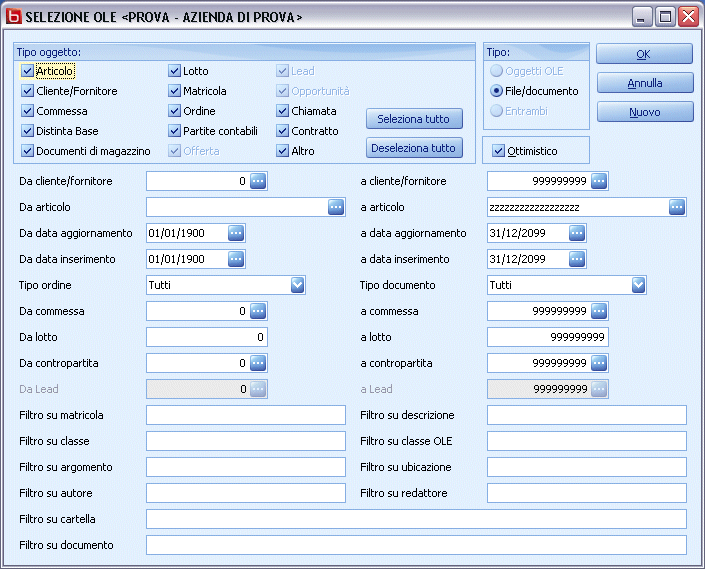 SELEZIONE OLE <PROVA - AZIENDA DI PROVA>
Tipo oggetto:
Articolo Lotto Lead
Cliente/Fornitore Matricola Opportunità
Commessa Ordine Chiamata
Distinta Base Partite contabili Contratto
Documenti di magazzino Offerta Altro
Seleziona tutto
Deseleziona tutto
Tipo:
Oggetti OLE
File/documento
Entrambi
Ottimistico
OK
Annulla
Nuovo
Da cliente/fornitore 0 a cliente/fornitore 999999999
Da articolo a articolo zzzzzzzzzzzzzzzzzz
Da data aggiornamento 01/01/1900 a data aggiornamento 31/12/2099
Da data inserimento 01/01/1900 a data inserimento 31/12/2099
Tipo ordine Tutti Tipo documento Tutti
Da commessa 0 a commessa 999999999
Da lotto 0 a lotto 999999999
Da contropartita 0 a contropartita 999999999
Da Lead 0 a Lead 999999999
Filtro su matricola Filtro su descrizione
Filtro su classe Filtro su classe OLE
Filtro su argomento Filtro su ubicazione
Filtro su autore Filtro su redattore
Filtro su cartella
Filtro su documento